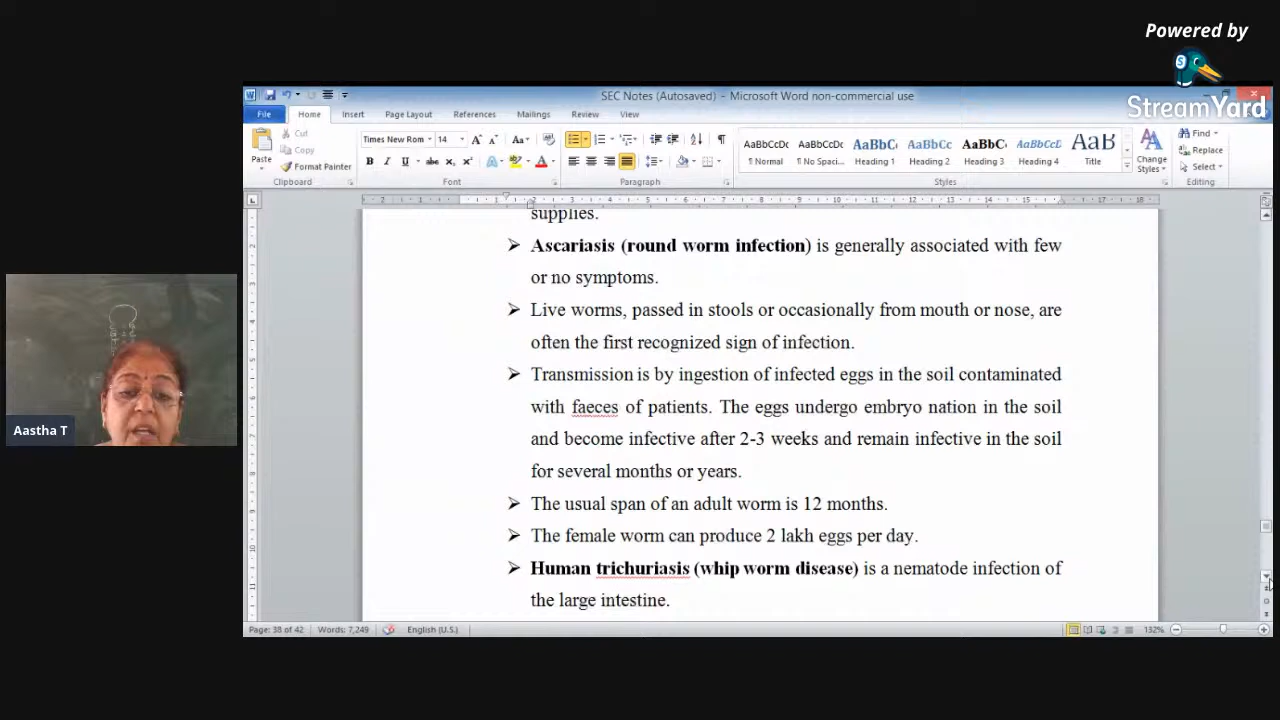 Powered by
StreamYard
SEC Notes (Autosaved) - Microsoft Word non-commercial use
File Home Insert Page Layout References Mailings Review View
Paste
Cut
Copy
Format Painter
Clipboard
Times New Rom 14
Font
Paragraph
AaBbCcDc AaBbCcDc AaBbC AaBbCc AaBbCc AaBbCcD AaB
¶ Normal ¶ No Spaci... Heading 1 Heading 2 Heading 3 Heading 4 Title
Change
Styles
Styles
Find
Replace
Select
Editing
supplies.
➢ Ascariasis (round worm infection) is generally associated with few
or no symptoms.
➢ Live worms, passed in stools or occasionally from mouth or nose, are
often the first recognized sign of infection.
➢ Transmission is by ingestion of infected eggs in the soil contaminated
with faeces of patients. The eggs undergo embryo nation in the soil
and become infective after 2-3 weeks and remain infective in the soil
for several months or years.
➢ The usual span of an adult worm is 12 months.
➢ The female worm can produce 2 lakh eggs per day.
➢ Human trichuriasis (whip worm disease) is a nematode infection of
the large intestine.
Page: 38 of 42 Words: 7,249 English (U.S.) 132%
Aastha T